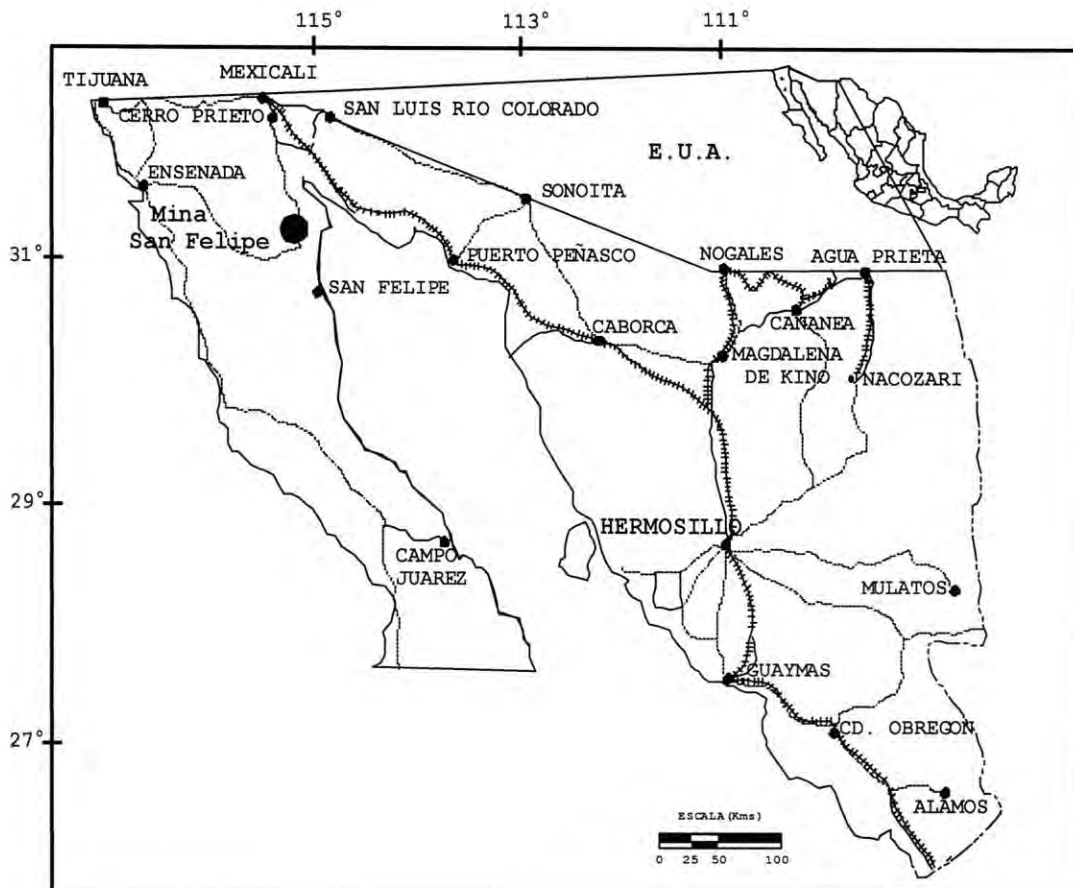 115°
113°
111°
MEXICALI
TIJUANA
CERRO PRIETO
SAN LUIS RIO COLORADO
E.U.A.
ENSENADA
SONOITA
Mina
San Felipe
31°
PUERTO PEÑASCO
NOGALES
AGUA PRIETA
SAN FELIPE
CANANEA
CABORCA
MAGDALENA
DE KINO
NACOZARI
29°
HERMOSILLO
CAMPO
JUAREZ
MULATOS
GUAYMAS
27°
CD. OBREGON
ALAMOS
ESCALA (Kms)
0 25 50 100